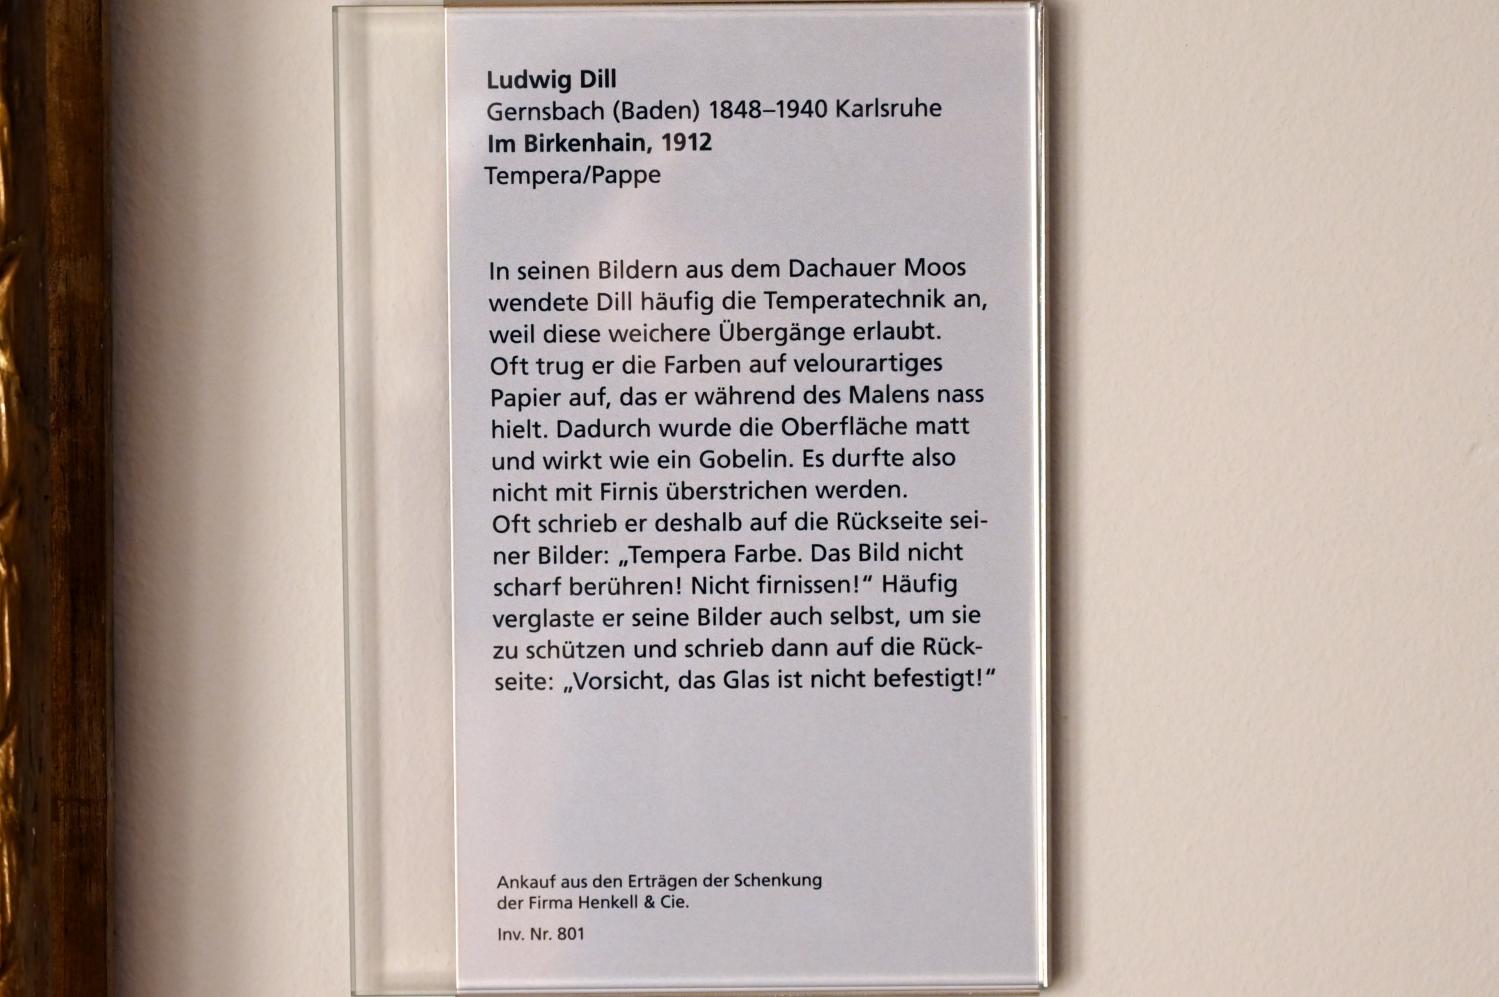 Ludwig Dill
Gernsbach (Baden) 1848–1940 Karlsruhe
Im Birkenhain, 1912
Tempera/Pappe
In seinen Bildern aus dem Dachauer Moos
wendete Dill häufig die Temperatechnik an,
weil diese weichere Übergänge erlaubt.
Oft trug er die Farben auf velourartiges
Papier auf, das er während des Malens nass
hielt. Dadurch wurde die Oberfläche matt
und wirkt wie ein Gobelin. Es durfte also
nicht mit Firnis überstrichen werden.
Oft schrieb er deshalb auf die Rückseite sei-
ner Bilder: „Tempera Farbe. Das Bild nicht
scharf berühren! Nicht firnissen!“ Häufig
verglaste er seine Bilder auch selbst, um sie
zu schützen und schrieb dann auf die Rück-
seite: „Vorsicht, das Glas ist nicht befestigt!“
Ankauf aus den Erträgen der Schenkung
der Firma Henkell & Cie.
Inv. Nr. 801